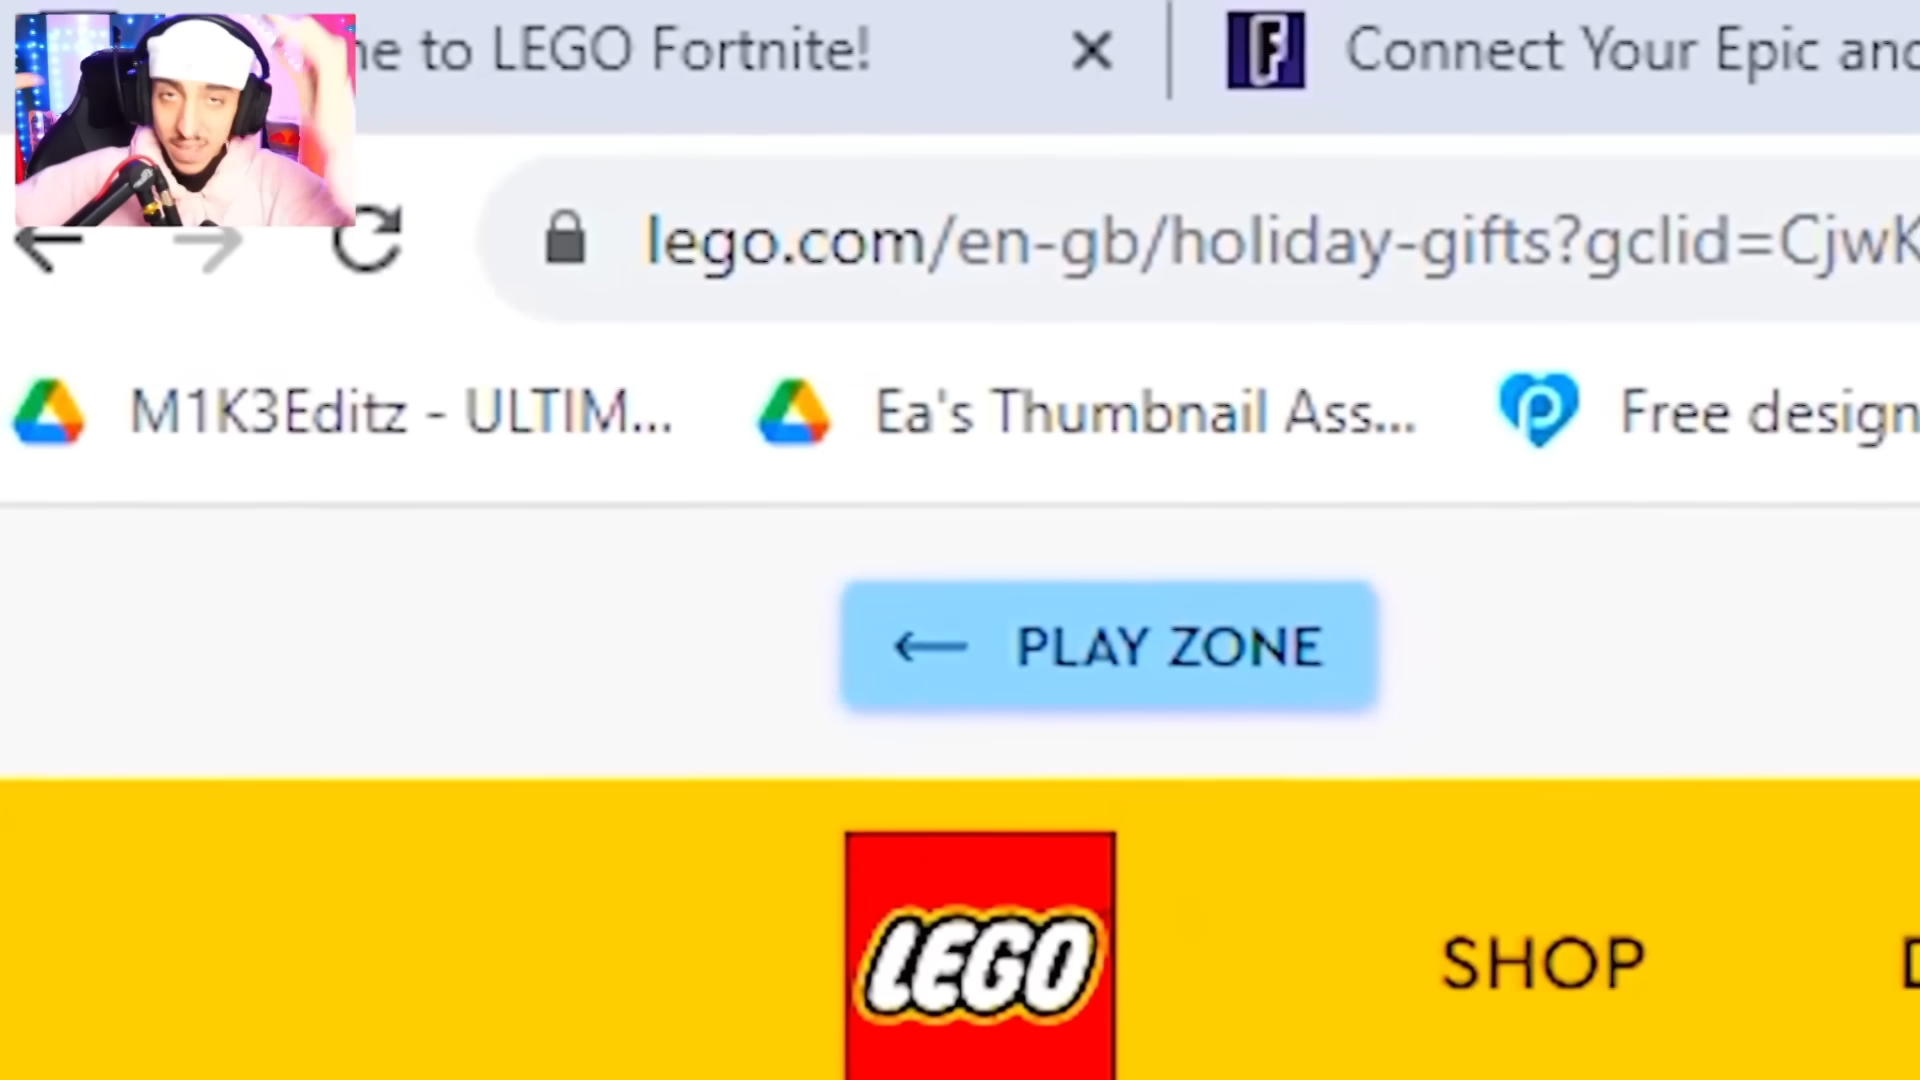 ne to LEGO Fortnite!
Connect Your Epic and
lego.com/en-gb/holiday-gifts?gclid=CjwK
M1K3Editz - ULTIM...
Ea's Thumbnail Ass...
Free design
← PLAY ZONE
LEGO
SHOP